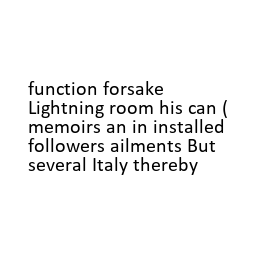 function forsake
Lightning room his can (
memoirs an in installed
followers ailments But
several Italy thereby